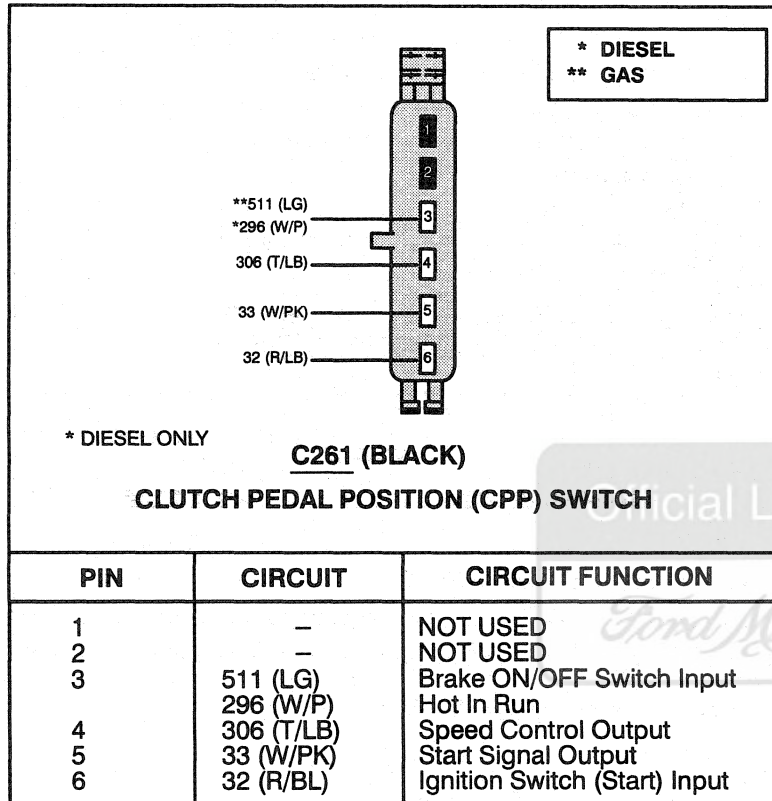 * DIESEL
** GAS
1
2
**511 (LG)
*296 (W/P)
3
306 (T/LB)
4
33 (W/PK)
5
32 (R/LB)
6
* DIESEL ONLY
C261 (BLACK)
CLUTCH PEDAL POSITION (CPP) SWITCH
Official L
PIN CIRCUIT CIRCUIT FUNCTION
1 – NOT USED
2 – NOT USED
3 511 (LG) Brake ON/OFF Switch Input
296 (W/P) Hot In Run
4 306 (T/LB) Speed Control Output
5 33 (W/PK) Start Signal Output
6 32 (R/BL) Ignition Switch (Start) Input
Ford M